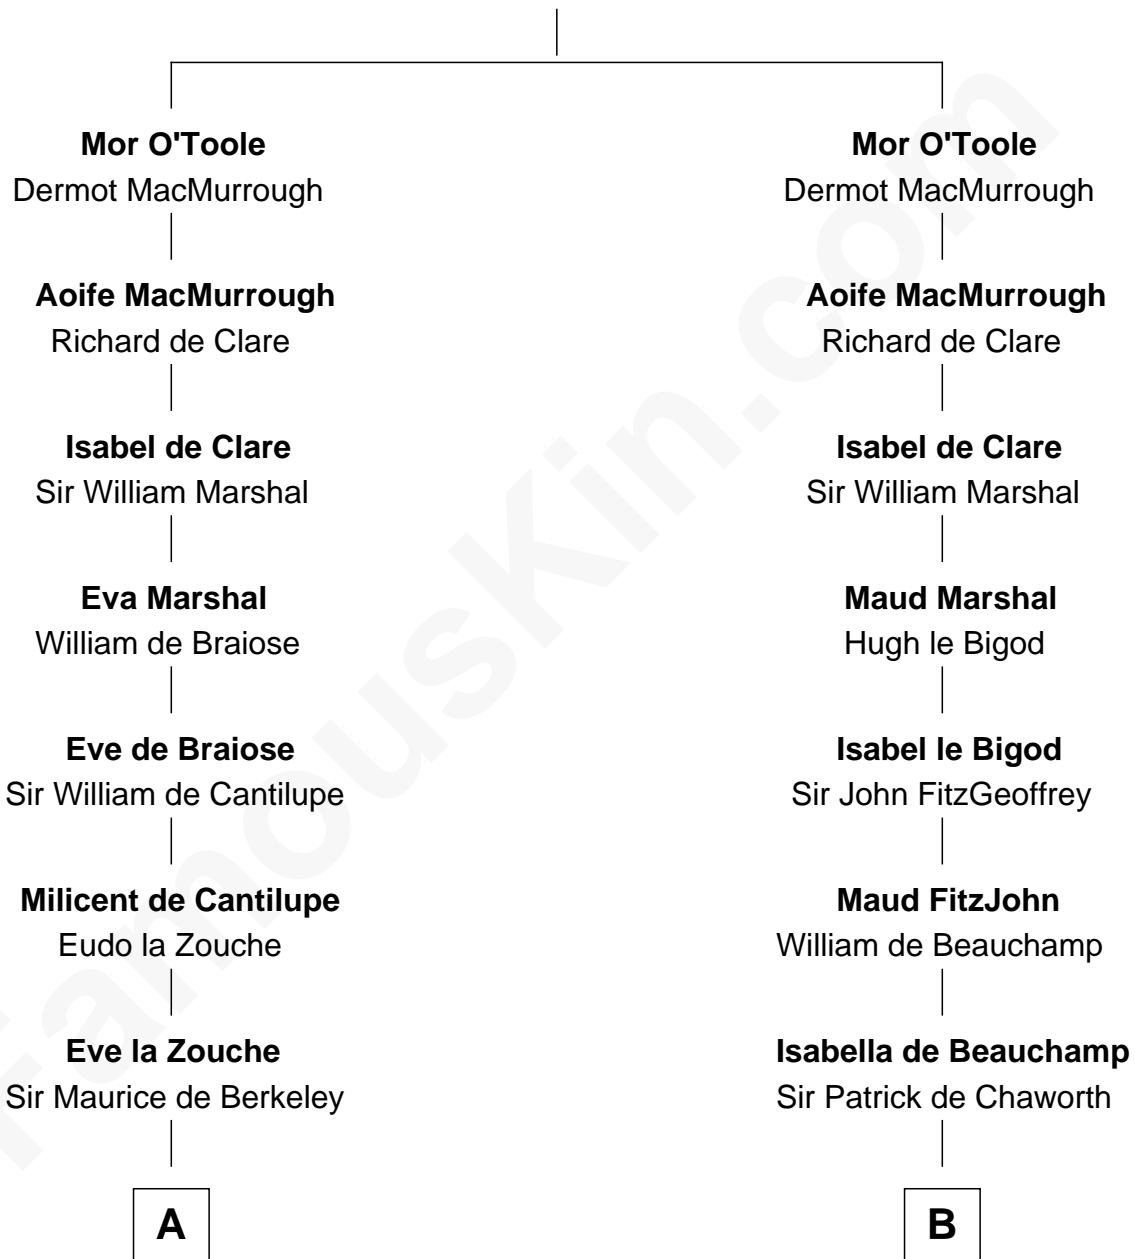 Mor O'Toole
Dermot MacMurrough
Aoife MacMurrough
Richard de Clare
Isabel de Clare
Sir William Marshal
Eva Marshal
William de Braiose
Eve de Braiose
Sir William de Cantilupe
Milicent de Cantilupe
Eudo la Zouche
Eve la Zouche
Sir Maurice de Berkeley
A
Mor O'Toole
Dermot MacMurrough
Aoife MacMurrough
Richard de Clare
Isabel de Clare
Sir William Marshal
Maud Marshal
Hugh le Bigod
Isabel le Bigod
Sir John FitzGeoffrey
Maud FitzJohn
William de Beauchamp
Isabella de Beauchamp
Sir Patrick de Chaworth
B
FamousKin.com